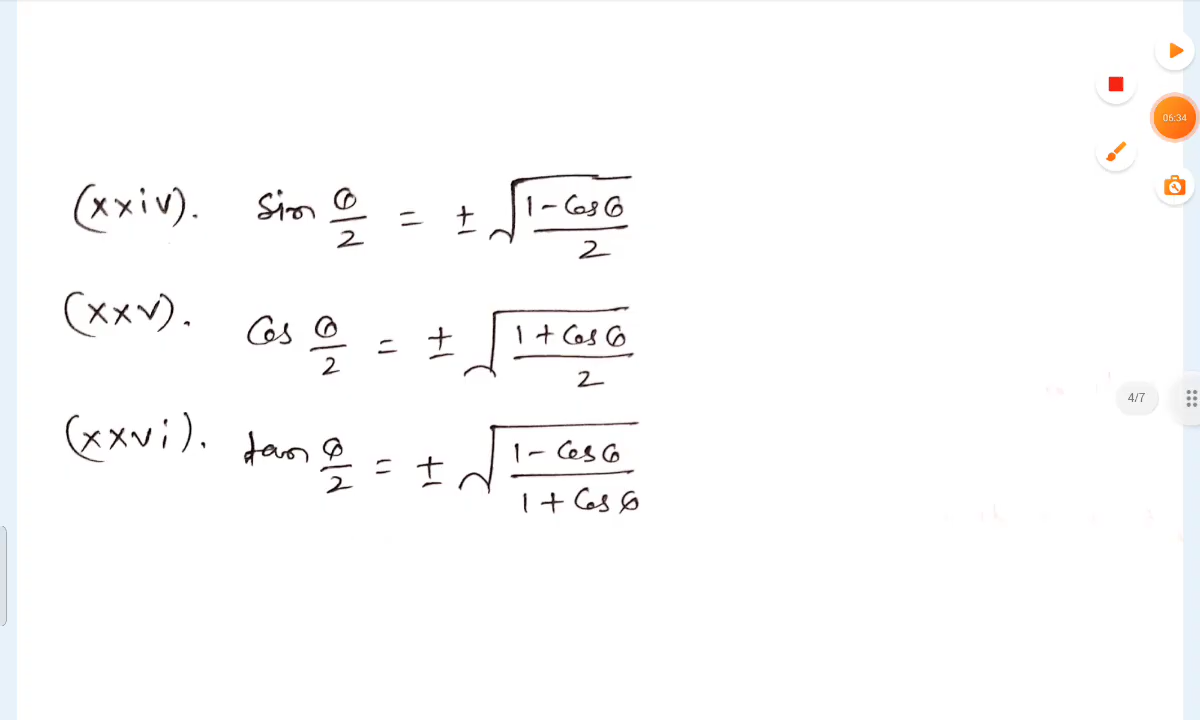 (xxiv). Sin θ/2 = ± √((1 - Cos θ)/2)
(xxv). Cos θ/2 = ± √((1 + Cos θ)/2)
(xxvi). tan θ/2 = ± √((1 - Cos θ)/(1 + Cos θ))
05:34
4/7